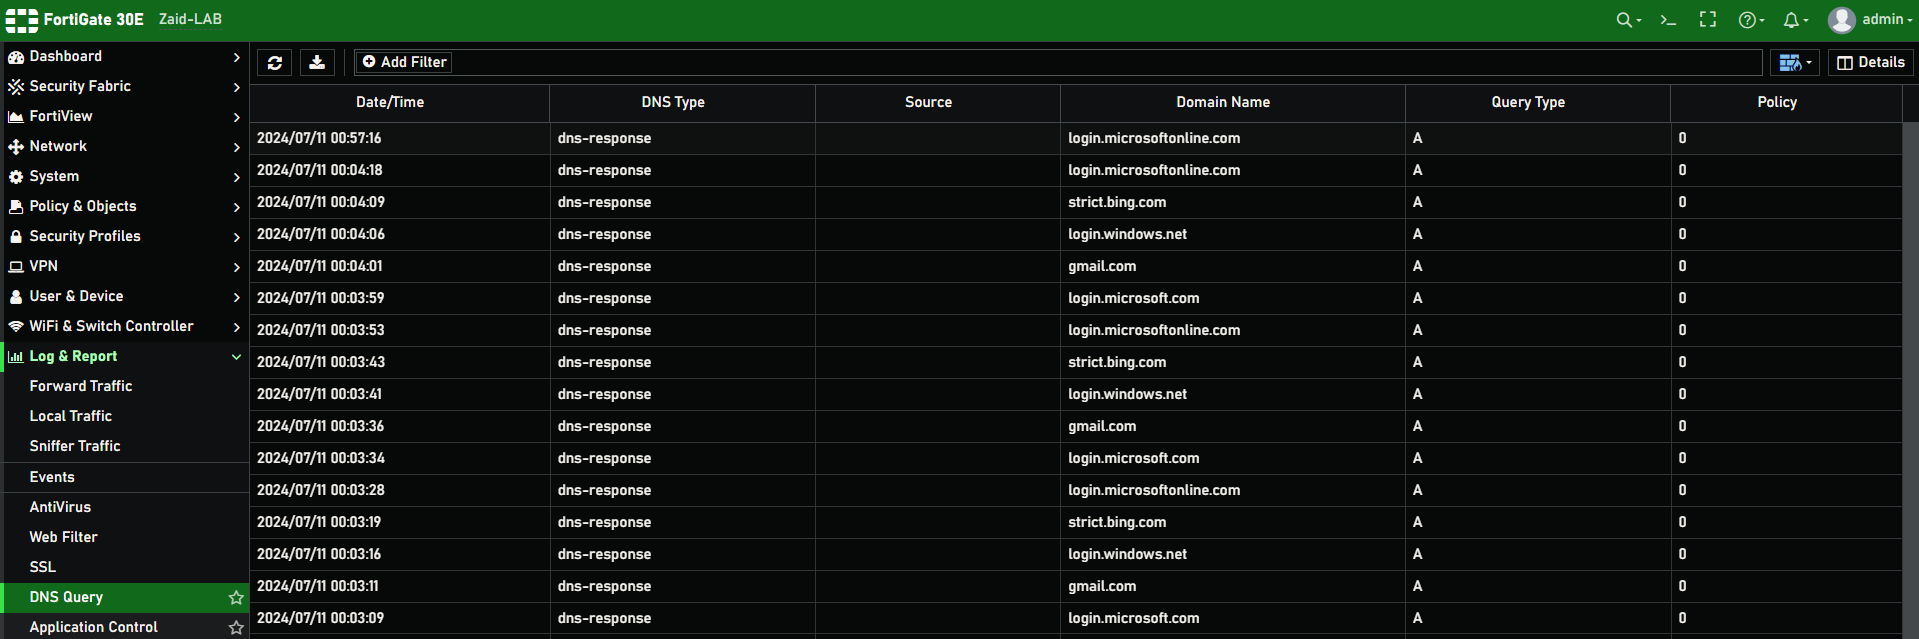 FortiGate 30E Zaid-LAB admin
Dashboard
Security Fabric
FortiView
Network
System
Policy & Objects
Security Profiles
VPN
User & Device
WiFi & Switch Controller
Log & Report
Forward Traffic
Local Traffic
Sniffer Traffic
Events
AntiVirus
Web Filter
SSL
DNS Query
Application Control
Add Filter Details
Date/Time DNS Type Source Domain Name Query Type Policy
2024/07/11 00:57:16 dns-response login.microsoftonline.com A 0
2024/07/11 00:04:18 dns-response login.microsoftonline.com A 0
2024/07/11 00:04:09 dns-response strict.bing.com A 0
2024/07/11 00:04:06 dns-response login.windows.net A 0
2024/07/11 00:04:01 dns-response gmail.com A 0
2024/07/11 00:03:59 dns-response login.microsoft.com A 0
2024/07/11 00:03:53 dns-response login.microsoftonline.com A 0
2024/07/11 00:03:43 dns-response strict.bing.com A 0
2024/07/11 00:03:41 dns-response login.windows.net A 0
2024/07/11 00:03:36 dns-response gmail.com A 0
2024/07/11 00:03:34 dns-response login.microsoft.com A 0
2024/07/11 00:03:28 dns-response login.microsoftonline.com A 0
2024/07/11 00:03:19 dns-response strict.bing.com A 0
2024/07/11 00:03:16 dns-response login.windows.net A 0
2024/07/11 00:03:11 dns-response gmail.com A 0
2024/07/11 00:03:09 dns-response login.microsoft.com A 0